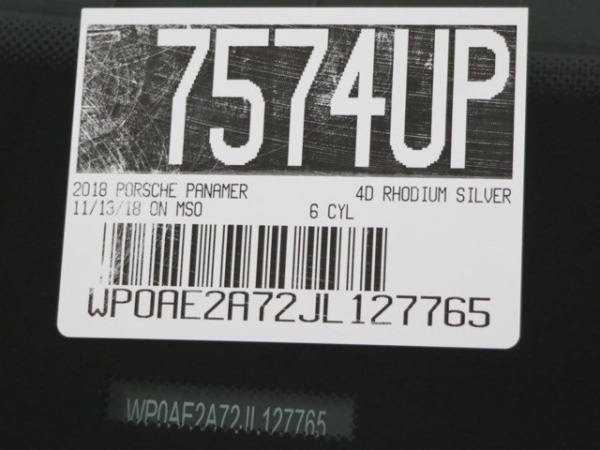 7574UP
2018 PORSCHE PANAMER 4D RHODIUM SILVER
11/13/18 ON MSO 6 CYL
WP0AE2A72JL127765
WP0AE2A72JL127765